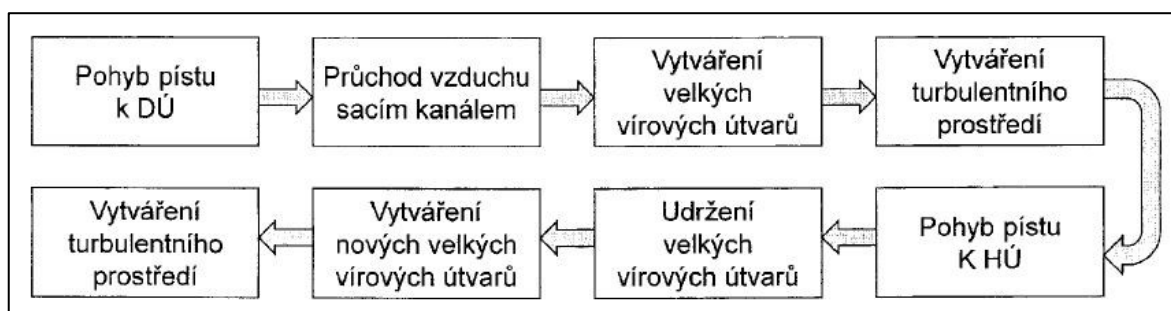 Pohyb pístu
k DÚ
Průchod vzduchu
sacím kanálem
Vytváření
velkých
vírových útvarů
Vytváření
turbulentního
prostředí
Pohyb pístu
K HÚ
Udržení
velkých
vírových útvarů
Vytváření
nových velkých
vírových útvarů
Vytváření
turbulentního
prostředí